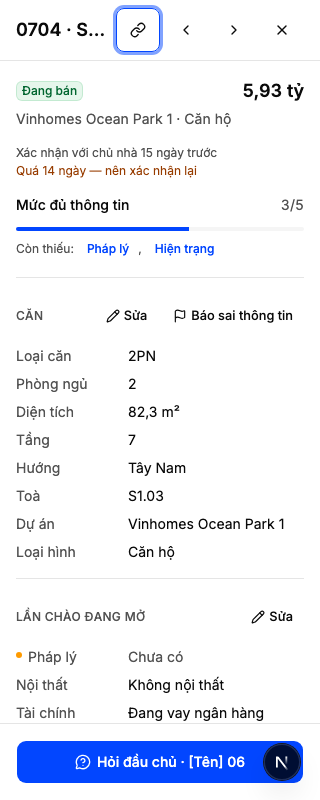 0704 · S...
Đang bán
5,93 tỷ
Vinhomes Ocean Park 1 · Căn hộ
Xác nhận với chủ nhà 15 ngày trước
Quá 14 ngày — nên xác nhận lại
Mức đủ thông tin 3/5
Còn thiếu: Pháp lý , Hiện trạng
CĂN Sửa Báo sai thông tin
Loại căn 2PN
Phòng ngủ 2
Diện tích 82,3 m²
Tầng 7
Hướng Tây Nam
Toà S1.03
Dự án Vinhomes Ocean Park 1
Loại hình Căn hộ
LẦN CHÀO ĐANG MỞ Sửa
Pháp lý Chưa có
Nội thất Không nội thất
Tài chính Đang vay ngân hàng
Hỏi đầu chủ · [Tên] 06
N